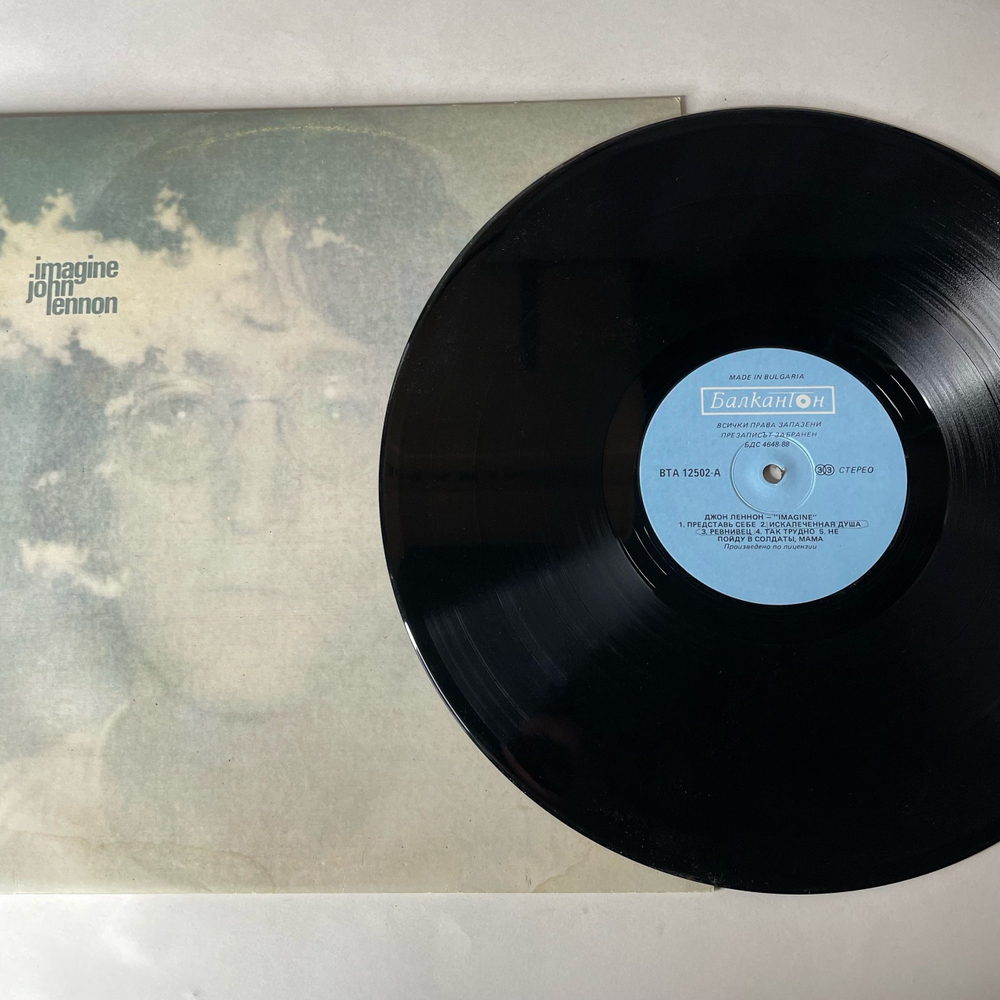 imagine
john
lennon
MADE IN BULGARIA
Балкантон
ВСИЧКИ ПРАВА ЗАПАЗЕНИ
ПРЕЗАПИСЪТ ЗАБРАНЕН
БДС 4648-88
ВТА 12502-А 33 СТЕРЕО
ДЖОН ЛЕННОН — "IMAGINE"
1. ПРЕДСТАВЬ СЕБЕ 2. ИСКАЛЕЧЕННАЯ ДУША
3. РЕВНИВЕЦ 4. ТАК ТРУДНО 5. НЕ
ПОЙДУ В СОЛДАТЫ, МАМА
Произведено по лицензии